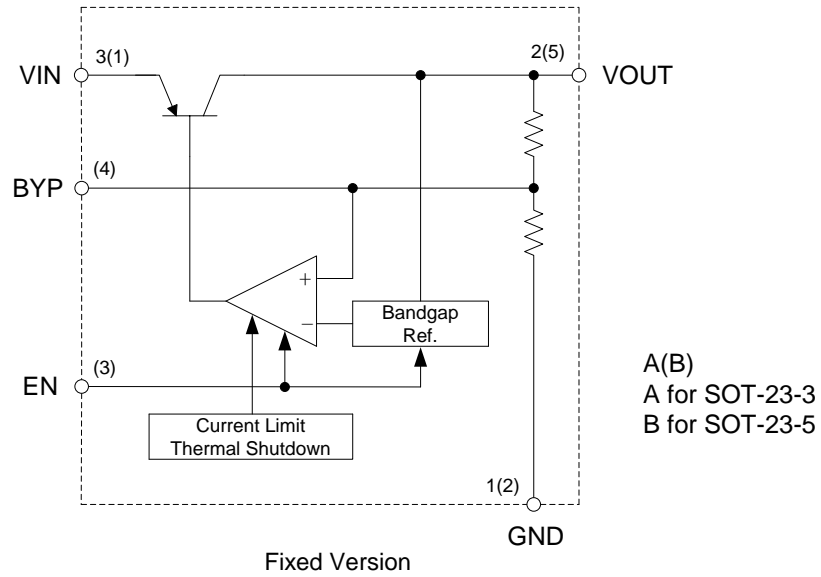 3(1)
2(5)
VIN
VOUT
(4)
BYP
+
−
Bandgap
Ref.
(3)
EN
Current Limit
Thermal Shutdown
A(B)
A for SOT-23-3
B for SOT-23-5
1(2)
GND
Fixed Version